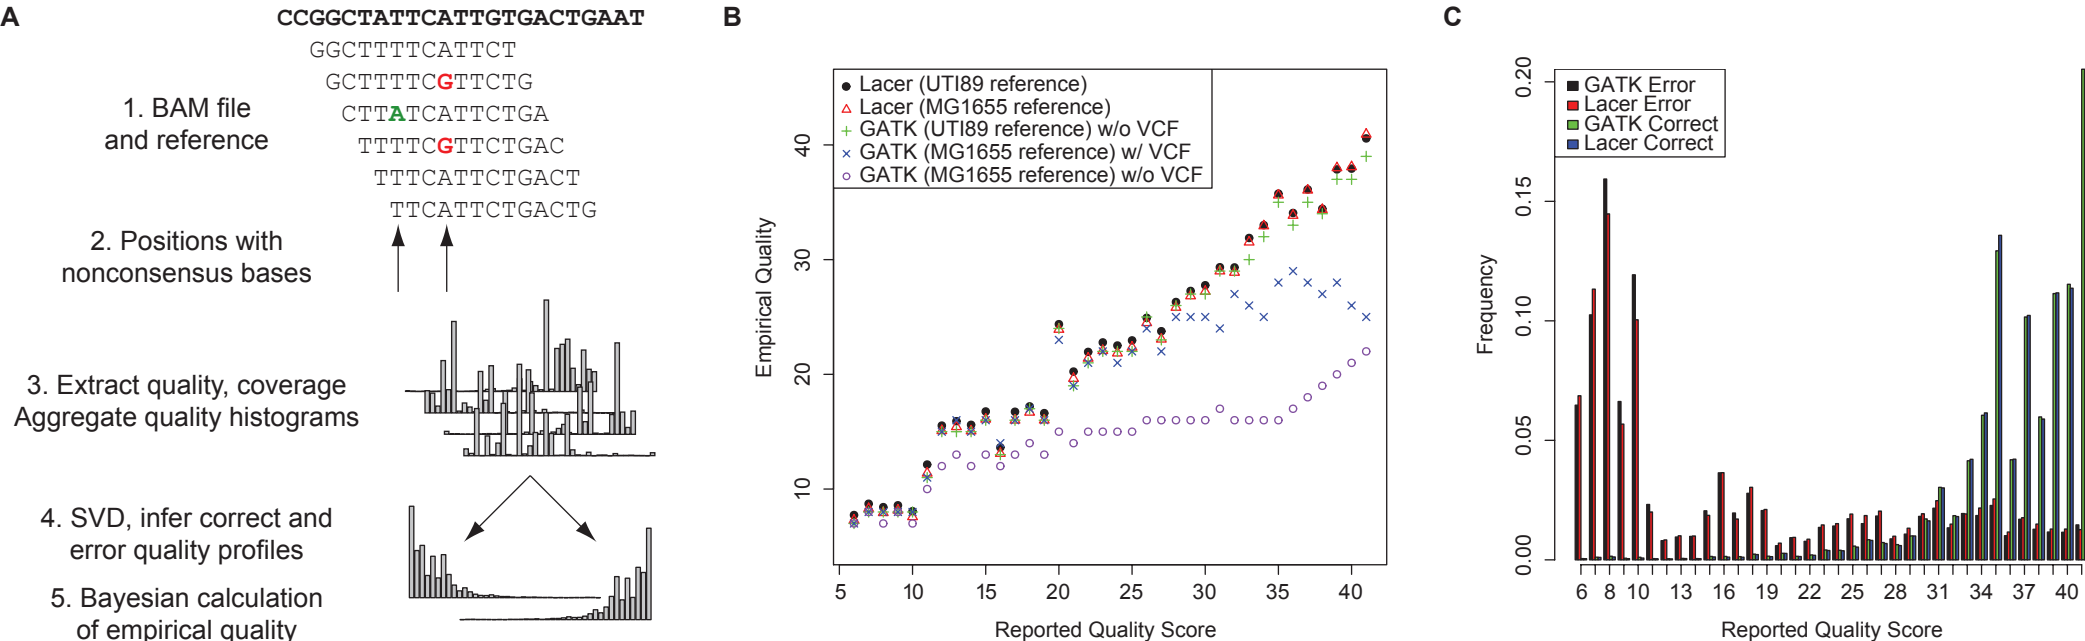 A
CCGGCTATTCATTGTGACTGAAT
GGCTTTTCATTCT
GCTTTTCGTTCTG
CTTATCATTCTGA
TTTTCGTTCTGAC
TTTCATTCTGACT
TTCATTCTGACTG
1. BAM file
and reference
2. Positions with
nonconsensus bases
3. Extract quality, coverage
Aggregate quality histograms
4. SVD, infer correct and
error quality profiles
5. Bayesian calculation
of empirical quality
B
Lacer (UTI89 reference)
Lacer (MG1655 reference)
GATK (UTI89 reference) w/o VCF
GATK (MG1655 reference) w/ VCF
GATK (MG1655 reference) w/o VCF
Empirical Quality
40
30
20
10
5 10 15 20 25 30 35 40
Reported Quality Score
C
GATK Error
Lacer Error
GATK Correct
Lacer Correct
Frequency
0.20
0.15
0.10
0.05
0.00
6 8 10 13 16 19 22 25 28 31 34 37 40
Reported Quality Score